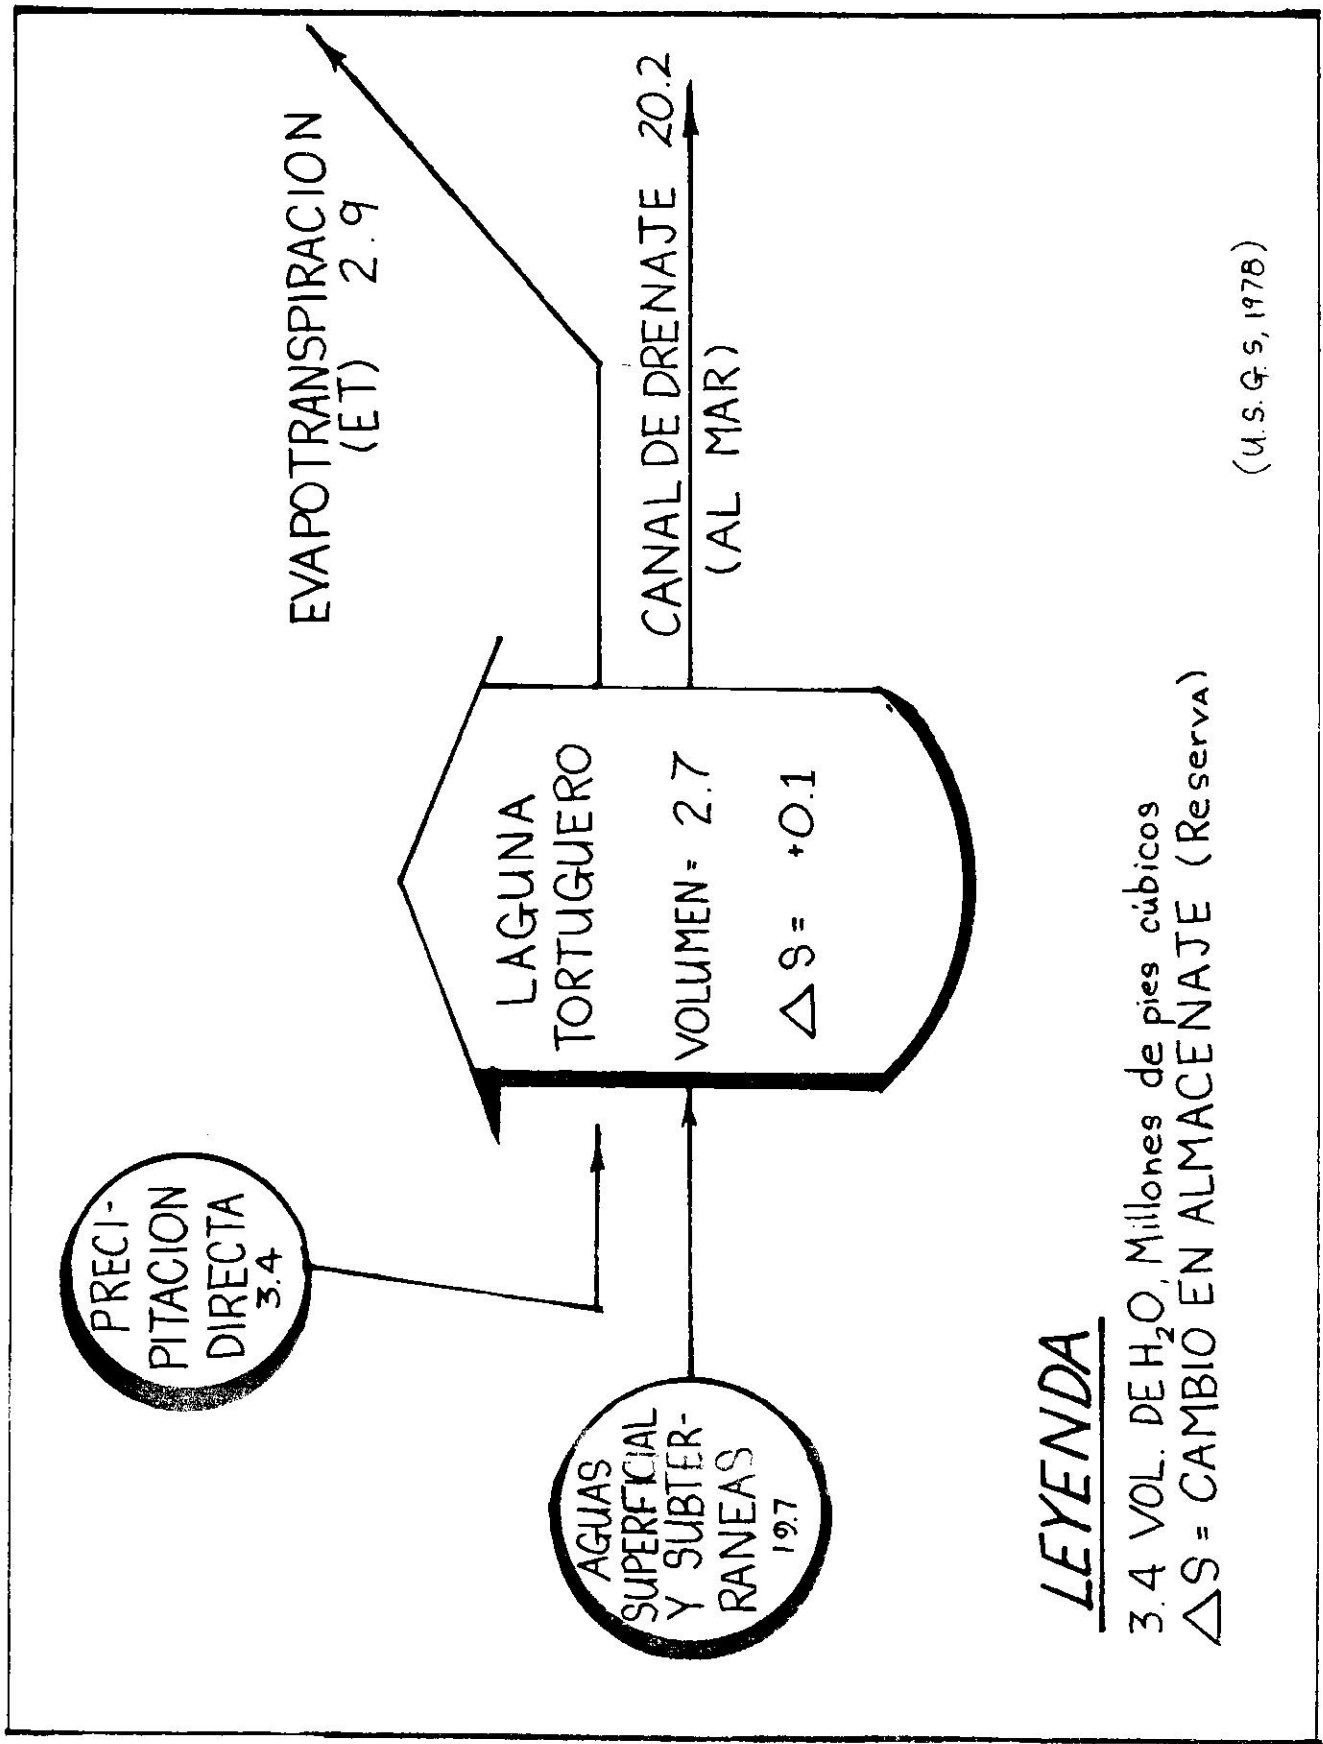 PRECI-
PITACION
DIRECTA
3.4
AGUAS
SUPERFICIAL
Y SUBTER-
RANEAS
19.7
LAGUNA
TORTUGUERO
VOLUMEN = 2.7
△ S = +0.1
EVAPOTRANSPIRACION
(ET) 2.9
CANAL DE DRENAJE 20.2
(AL MAR)
LEYENDA
3.4 VOL. DE H₂O, Millones de pies cúbicos
△S = CAMBIO EN ALMACENAJE (Reserva)
(U.S.G.S, 1978)